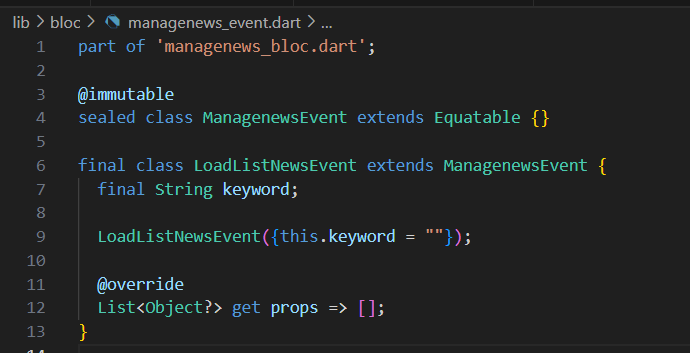 lib > bloc > managenews_event.dart > ...
1 part of 'managenews_bloc.dart';
2
3 @immutable
4 sealed class ManagenewsEvent extends Equatable {}
5
6 final class LoadListNewsEvent extends ManagenewsEvent {
7 final String keyword;
8
9 LoadListNewsEvent({this.keyword = ""});
10
11 @override
12 List<Object?> get props => [];
13 }
14